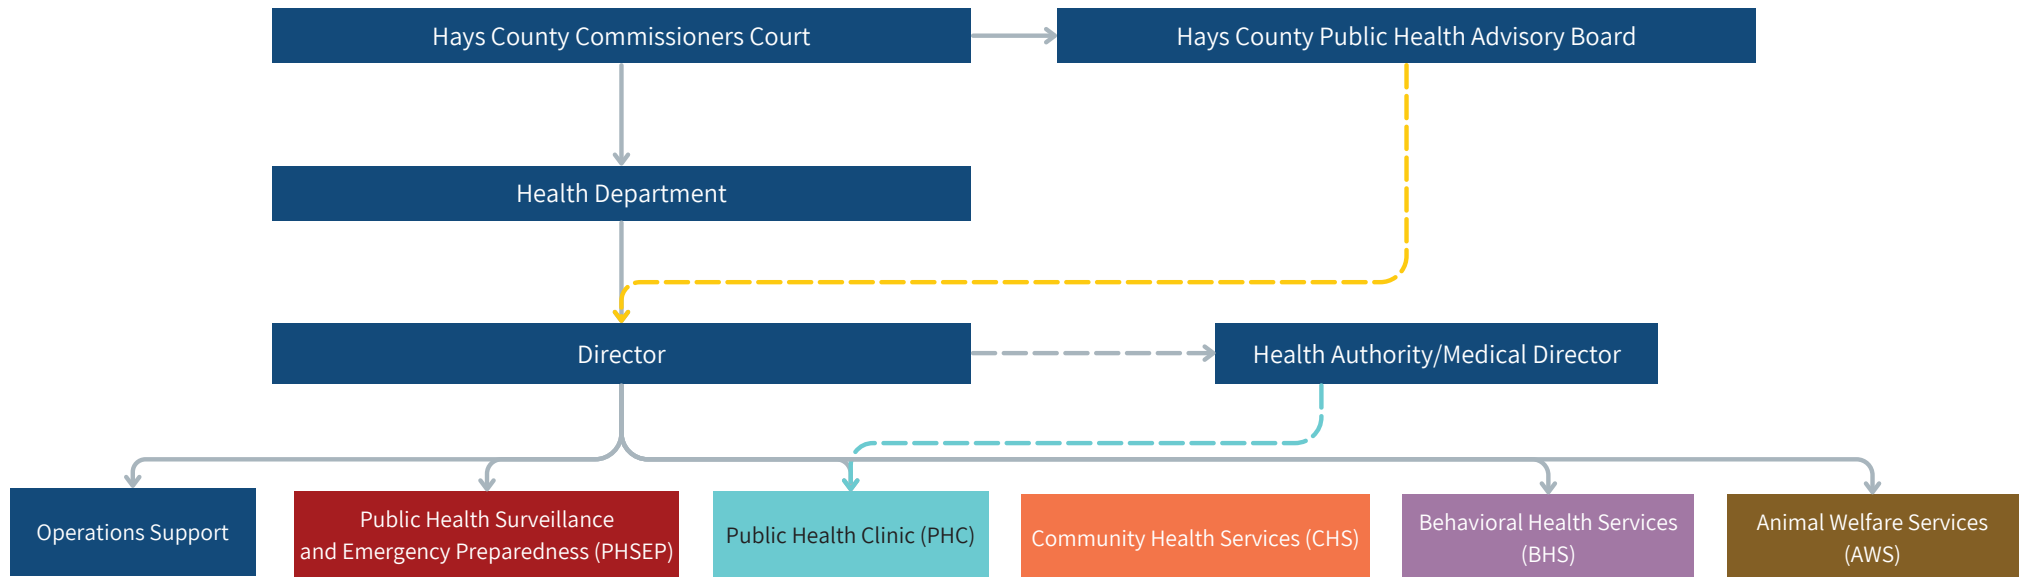 Hays County Commissioners Court
Hays County Public Health Advisory Board
Health Department
Director
Health Authority/Medical Director
Operations Support
Public Health Surveillance
and Emergency Preparedness (PHSEP)
Public Health Clinic (PHC)
Community Health Services (CHS)
Behavioral Health Services
(BHS)
Animal Welfare Services
(AWS)